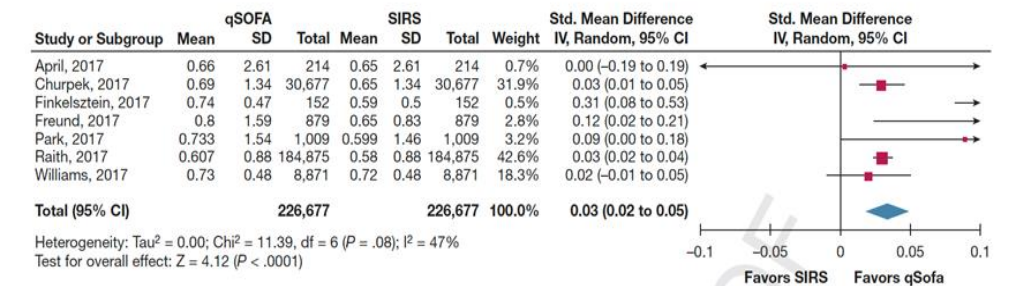 qSOFA SIRS Std. Mean Difference Std. Mean Difference
Study or Subgroup Mean SD Total Mean SD Total Weight IV, Random, 95% CI IV, Random, 95% CI
April, 2017 0.66 2.61 214 0.65 2.61 214 0.7% 0.00 (–0.19 to 0.19)
Churpek, 2017 0.69 1.34 30,677 0.65 1.34 30,677 31.9% 0.03 (0.01 to 0.05)
Finkelsztein, 2017 0.74 0.47 152 0.59 0.5 152 0.5% 0.31 (0.08 to 0.53)
Freund, 2017 0.8 1.59 879 0.65 0.83 879 2.8% 0.12 (0.02 to 0.21)
Park, 2017 0.733 1.54 1,009 0.599 1.46 1,009 3.2% 0.09 (0.00 to 0.18)
Raith, 2017 0.607 0.88 184,875 0.58 0.88 184,875 42.6% 0.03 (0.02 to 0.04)
Williams, 2017 0.73 0.48 8,871 0.72 0.48 8,871 18.3% 0.02 (–0.01 to 0.05)
Total (95% CI) 226,677 226,677 100.0% 0.03 (0.02 to 0.05)
Heterogeneity: Tau² = 0.00; Chi² = 11.39, df = 6 (P = .08); I² = 47%
Test for overall effect: Z = 4.12 (P < .0001)
–0.1 –0.05 0 0.05 0.1
Favors SIRS Favors qSofa